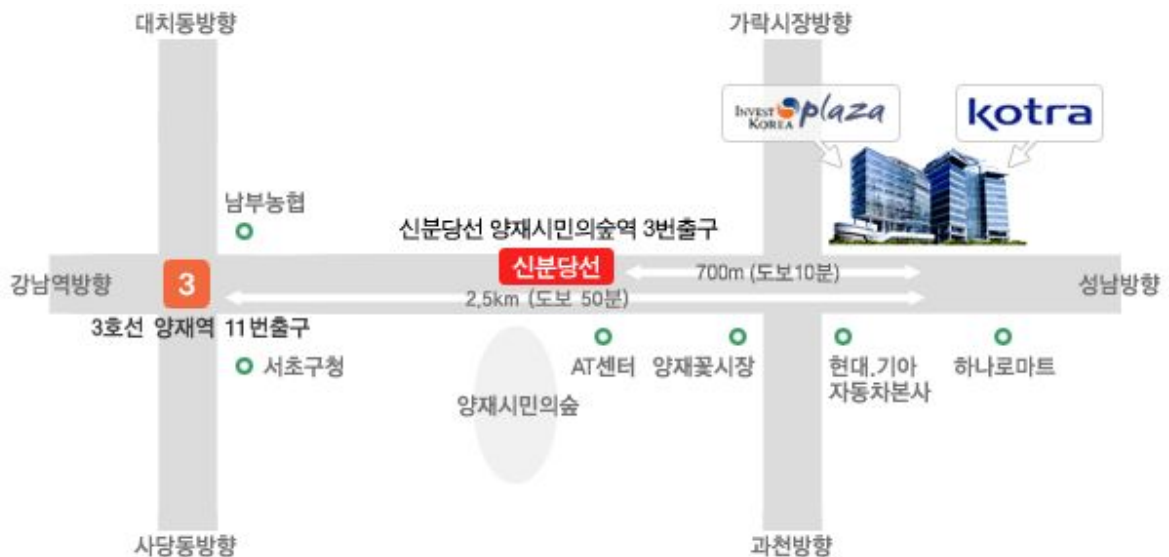 대치동방향
가락시장방향
INVEST KOREA plaza
kotra
남부농협
신분당선 양재시민의숲역 3번출구
강남역방향
3
신분당선
700m (도보10분)
성남방향
2,5km (도보 50분)
3호선 양재역 11번출구
서초구청
AT센터
양재꽃시장
현대.기아
자동차본사
하나로마트
양재시민의숲
사당동방향
과천방향